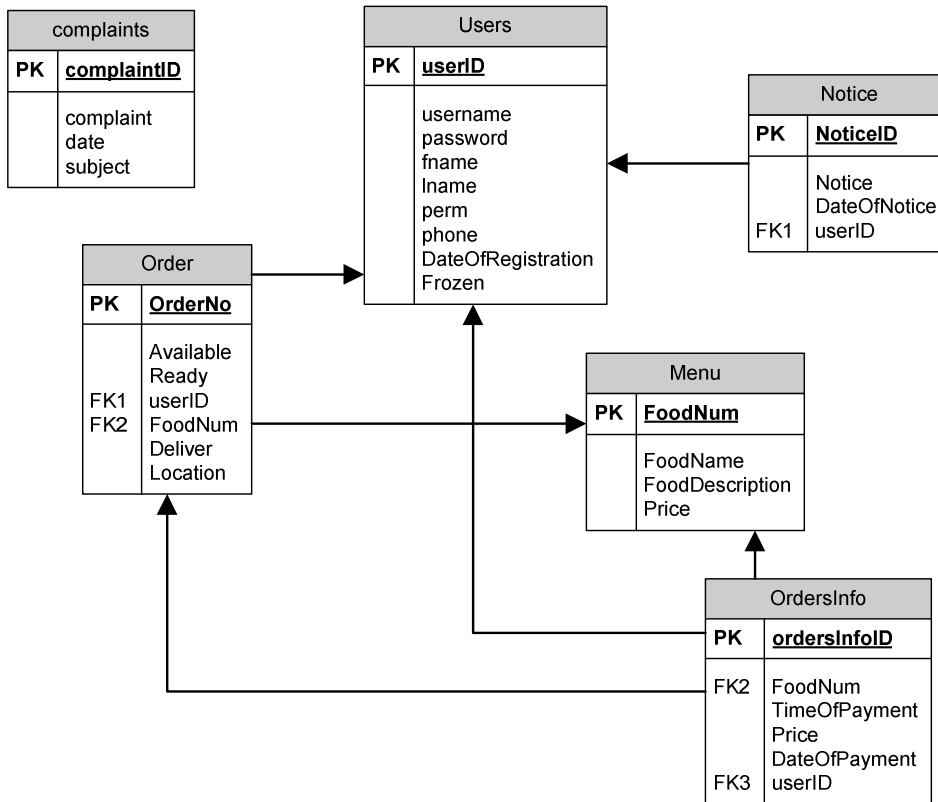 complaints
PK complaintID
complaint
date
subject
Users
PK userID
username
password
fname
lname
perm
phone
DateOfRegistration
Frozen
Notice
PK NoticeID
Notice
DateOfNotice
FK1 userID
Order
PK OrderNo
Available
Ready
FK1 userID
FK2 FoodNum
Deliver
Location
Menu
PK FoodNum
FoodName
FoodDescription
Price
OrdersInfo
PK ordersInfoID
FK2 FoodNum
TimeOfPayment
Price
DateOfPayment
FK3 userID